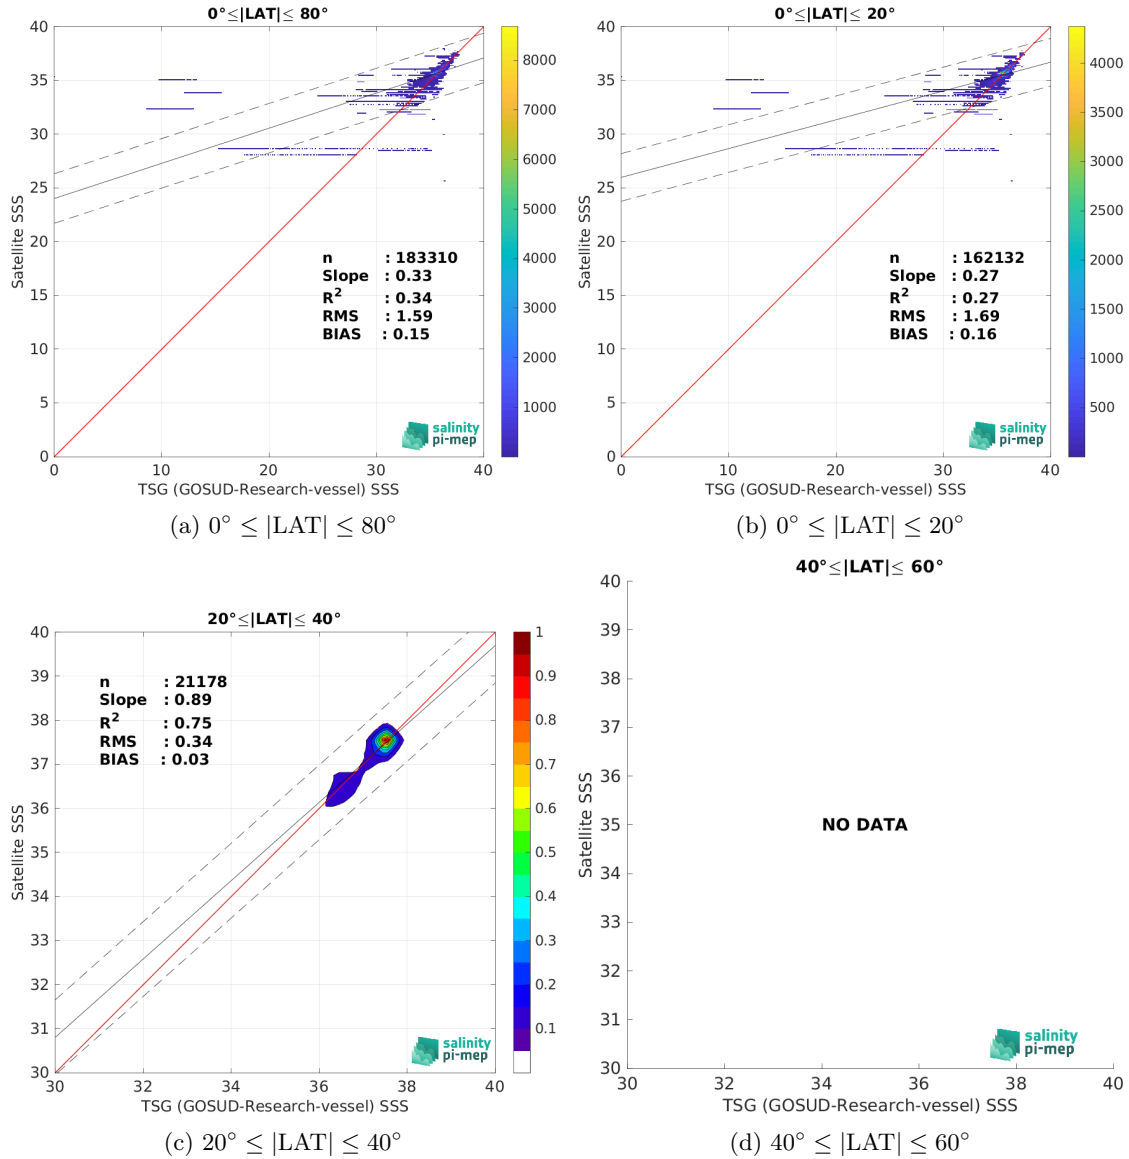 0°≤|LAT|≤ 80°
Satellite SSS
40
35
30
25
20
15
10
5
0
n : 183310
Slope : 0.33
R² : 0.34
RMS : 1.59
BIAS : 0.15
salinity
pi-mep
0 10 20 30 40
TSG (GOSUD-Research-vessel) SSS
8000
7000
6000
5000
4000
3000
2000
1000
(a) 0° ≤ |LAT| ≤ 80°
0°≤|LAT|≤ 20°
Satellite SSS
40
35
30
25
20
15
10
5
0
n : 162132
Slope : 0.27
R² : 0.27
RMS : 1.69
BIAS : 0.16
salinity
pi-mep
0 10 20 30 40
TSG (GOSUD-Research-vessel) SSS
4000
3500
3000
2500
2000
1500
1000
500
(b) 0° ≤ |LAT| ≤ 20°
20°≤|LAT|≤ 40°
Satellite SSS
40
39
38
37
36
35
34
33
32
31
30
n : 21178
Slope : 0.89
R² : 0.75
RMS : 0.34
BIAS : 0.03
salinity
pi-mep
30 32 34 36 38 40
TSG (GOSUD-Research-vessel) SSS
1
0.9
0.8
0.7
0.6
0.5
0.4
0.3
0.2
0.1
(c) 20° ≤ |LAT| ≤ 40°
40°≤|LAT|≤ 60°
Satellite SSS
40
39
38
37
36
35
34
33
32
31
30
NO DATA
salinity
pi-mep
30 32 34 36 38 40
TSG (GOSUD-Research-vessel) SSS
(d) 40° ≤ |LAT| ≤ 60°